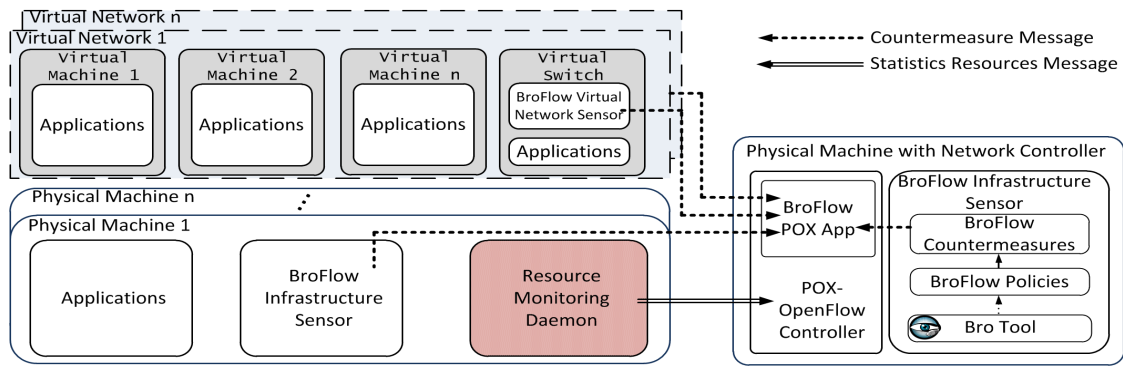 Virtual Network n
Virtual Network 1
Virtual
Machine 1
Applications
Virtual
Machine 2
Applications
Virtual
Machine n
Applications
Virtual
Switch
BroFlow Virtual
Network Sensor
Applications
Countermeasure Message
Statistics Resources Message
Physical Machine n
Physical Machine 1
Applications
BroFlow
Infrastructure
Sensor
Resource
Monitoring
Daemon
Physical Machine with Network Controller
BroFlow
POX App
POX-
OpenFlow
Controller
BroFlow Infrastructure
Sensor
BroFlow
Countermeasures
BroFlow Policies
Bro Tool